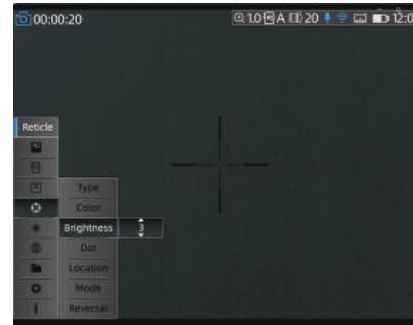 00:00:20
1.0 A 20 12:0
Reticle
Type
Color
Brightness 3
Dot
Location
Mode
Reversal